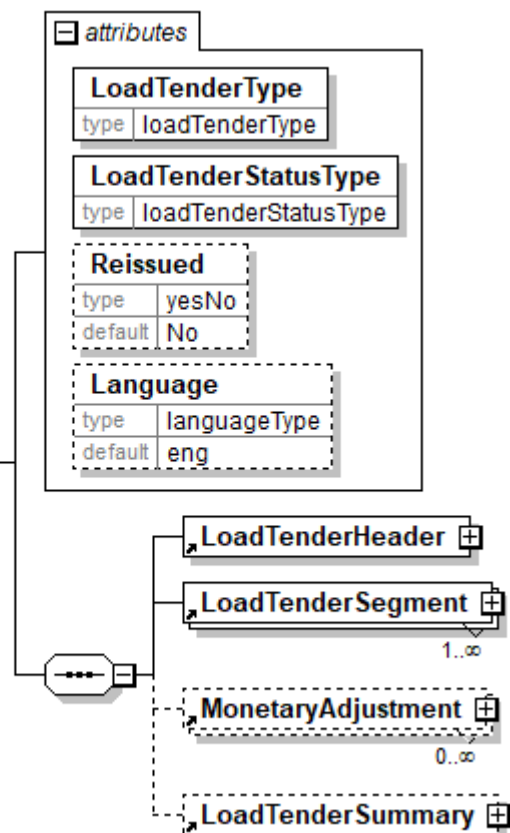 attributes
LoadTenderType
type loadTenderType
LoadTenderStatusType
type loadTenderStatusType
Reissued
type yesNo
default No
Language
type languageType
default eng
LoadTenderHeader
LoadTenderSegment
1..∞
MonetaryAdjustment
0..∞
LoadTenderSummary